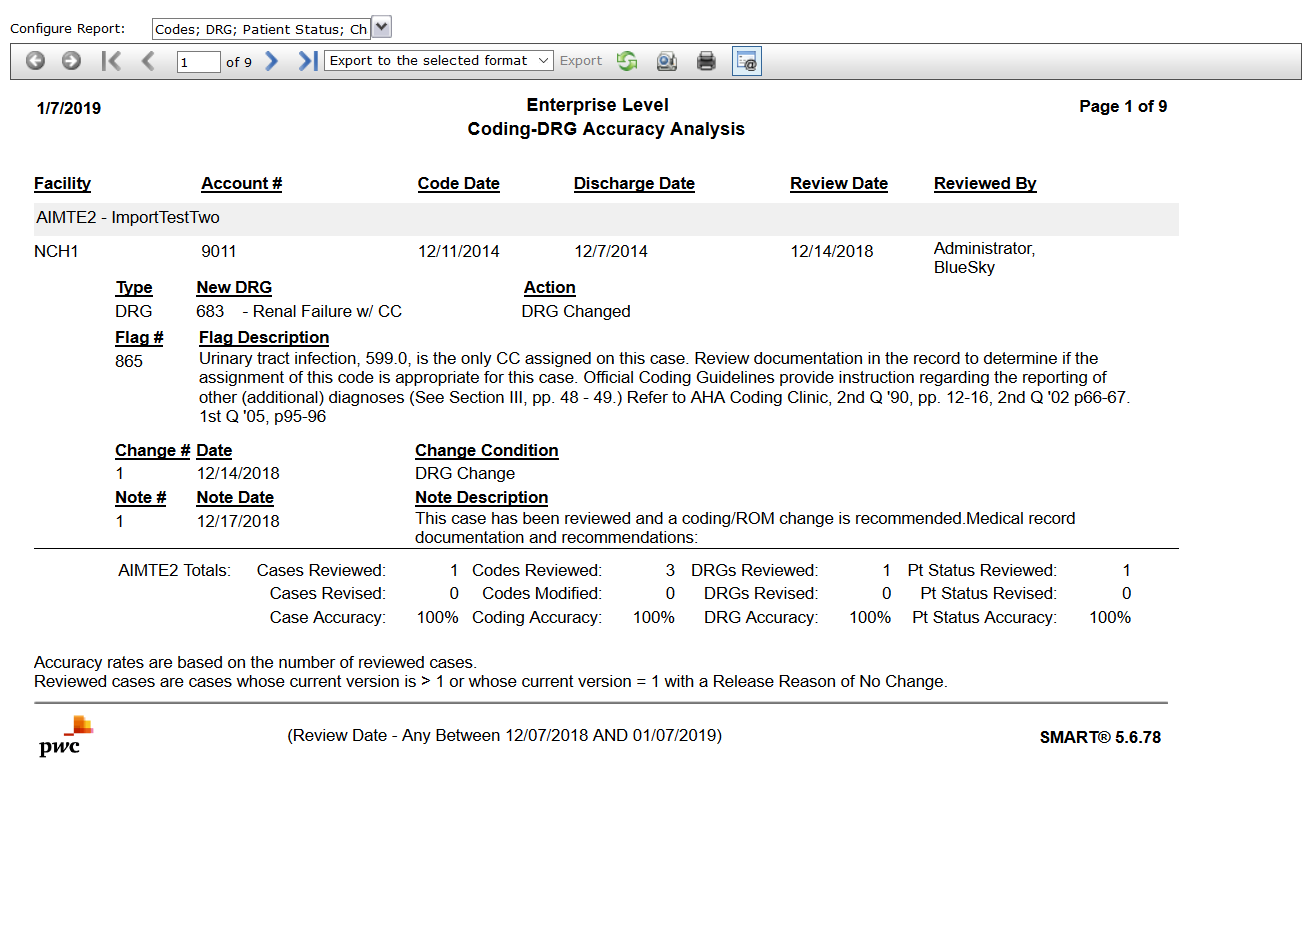 Configure Report: Codes; DRG; Patient Status; Ch
1 of 9 Export to the selected format Export
1/7/2019 Enterprise Level Page 1 of 9
Coding-DRG Accuracy Analysis
Facility Account # Code Date Discharge Date Review Date Reviewed By
AIMTE2 - ImportTestTwo
NCH1 9011 12/11/2014 12/7/2014 12/14/2018 Administrator,
BlueSky
Type New DRG Action
DRG 683 - Renal Failure w/ CC DRG Changed
Flag # Flag Description
865 Urinary tract infection, 599.0, is the only CC assigned on this case. Review documentation in the record to determine if the
assignment of this code is appropriate for this case. Official Coding Guidelines provide instruction regarding the reporting of
other (additional) diagnoses (See Section III, pp. 48 - 49.) Refer to AHA Coding Clinic, 2nd Q '90, pp. 12-16, 2nd Q '02 p66-67.
1st Q '05, p95-96
Change # Date Change Condition
1 12/14/2018 DRG Change
Note # Note Date Note Description
1 12/17/2018 This case has been reviewed and a coding/ROM change is recommended.Medical record
documentation and recommendations:
AIMTE2 Totals: Cases Reviewed: 1 Codes Reviewed: 3 DRGs Reviewed: 1 Pt Status Reviewed: 1
Cases Revised: 0 Codes Modified: 0 DRGs Revised: 0 Pt Status Revised: 0
Case Accuracy: 100% Coding Accuracy: 100% DRG Accuracy: 100% Pt Status Accuracy: 100%
Accuracy rates are based on the number of reviewed cases.
Reviewed cases are cases whose current version is > 1 or whose current version = 1 with a Release Reason of No Change.
pwc (Review Date - Any Between 12/07/2018 AND 01/07/2019) SMART® 5.6.78